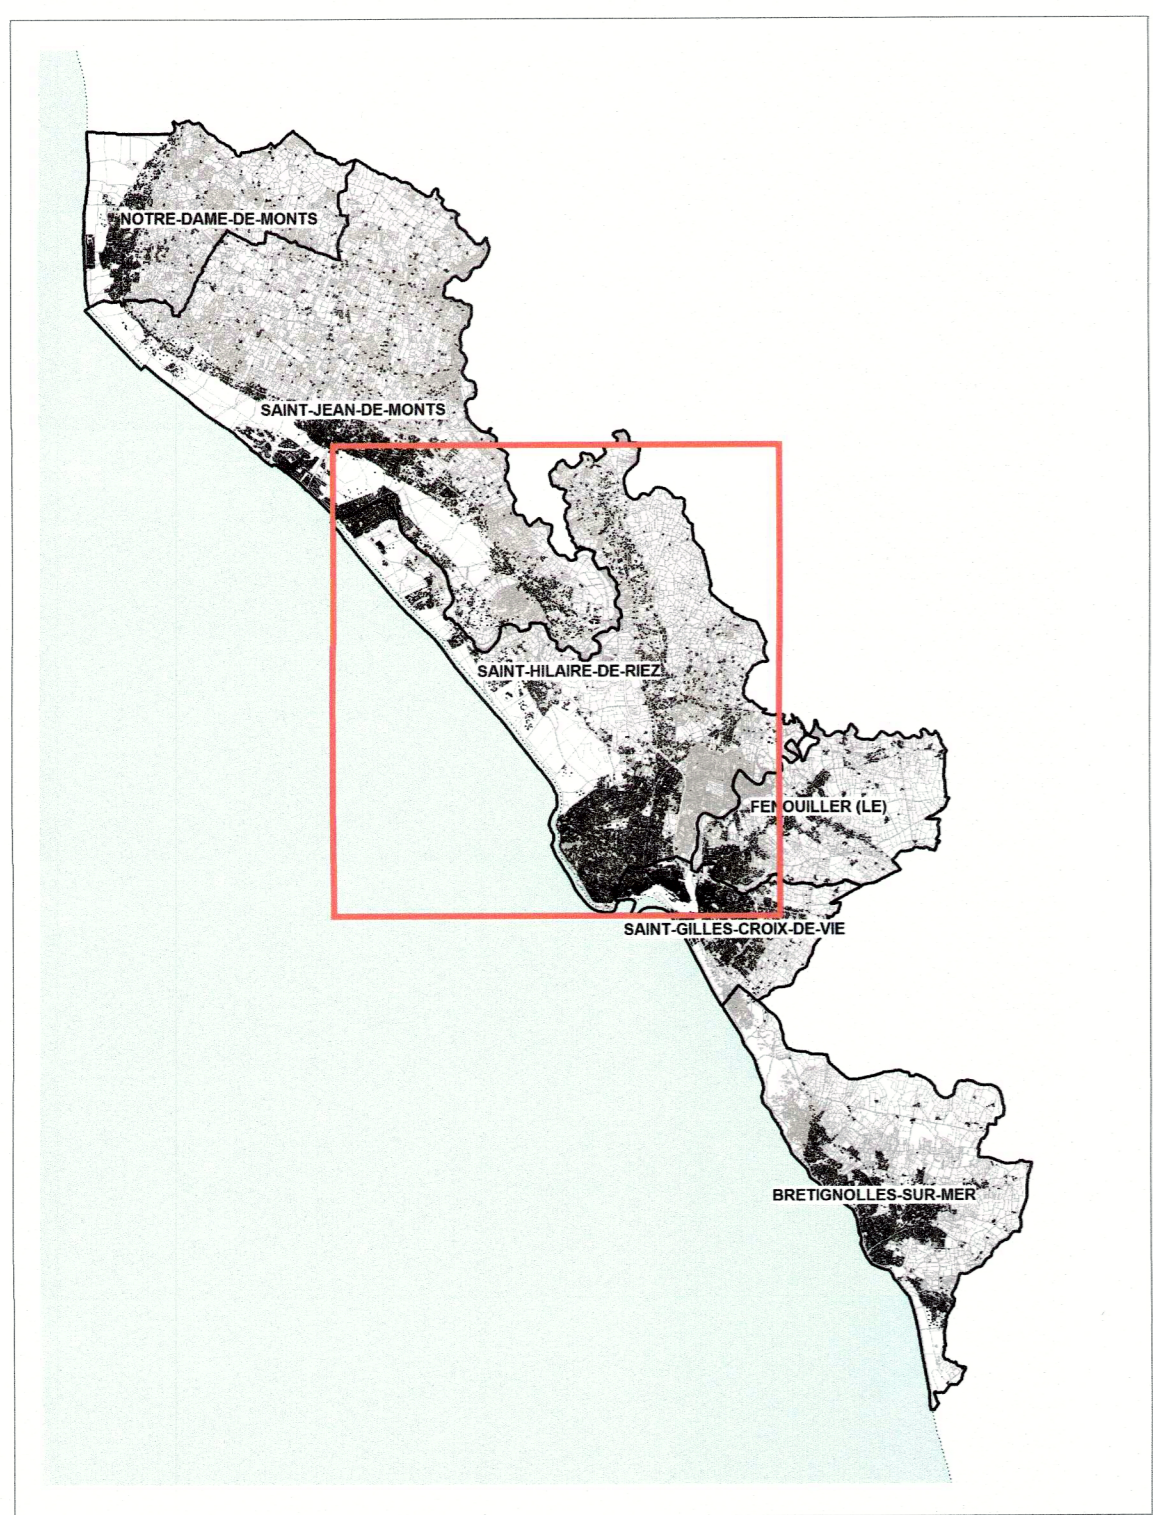 NOTRE-DAME-DE-MONTS
SAINT-JEAN-DE-MONTS
SAINT-HILAIRE-DE-RIEZ
FENOUILLER (LE)
SAINT-GILLES-CROIX-DE-VIE
BRETIGNOLLES-SUR-MER